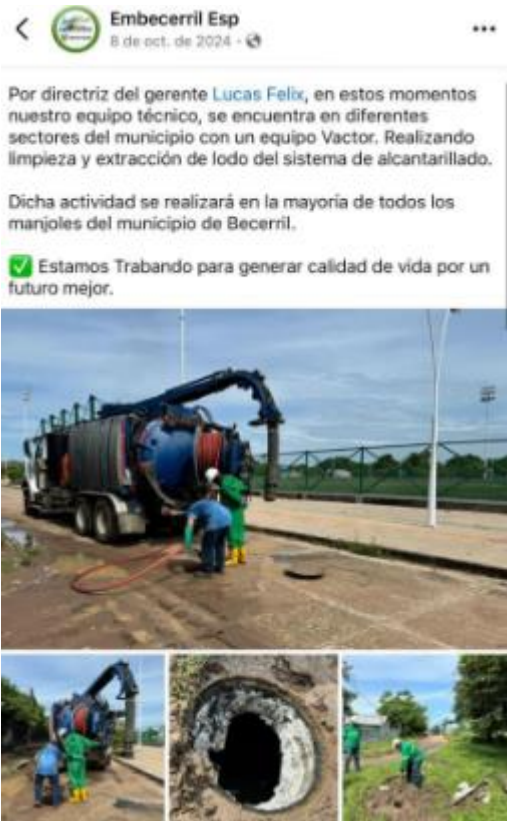 Embecerril Esp
8 de oct. de 2024 ·
Por directriz del gerente Lucas Felix, en estos momentos
nuestro equipo técnico, se encuentra en diferentes
sectores del municipio con un equipo Vactor. Realizando
limpieza y extracción de lodo del sistema de alcantarillado.
Dicha actividad se realizará en la mayoría de todos los
manjoles del municipio de Becerril.
✅ Estamos Trabando para generar calidad de vida por un
futuro mejor.